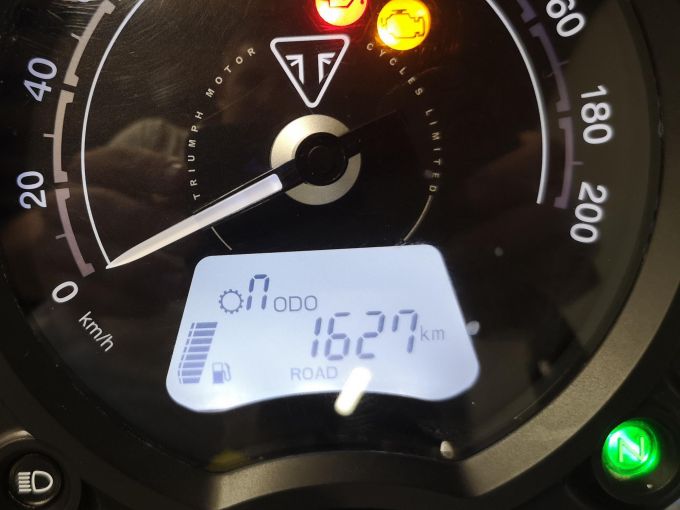 0
20
40
60
180
200
km/h
TRIUMPH MOTOR
CYCLES LIMITED
n ODO
1627 km
ROAD
N